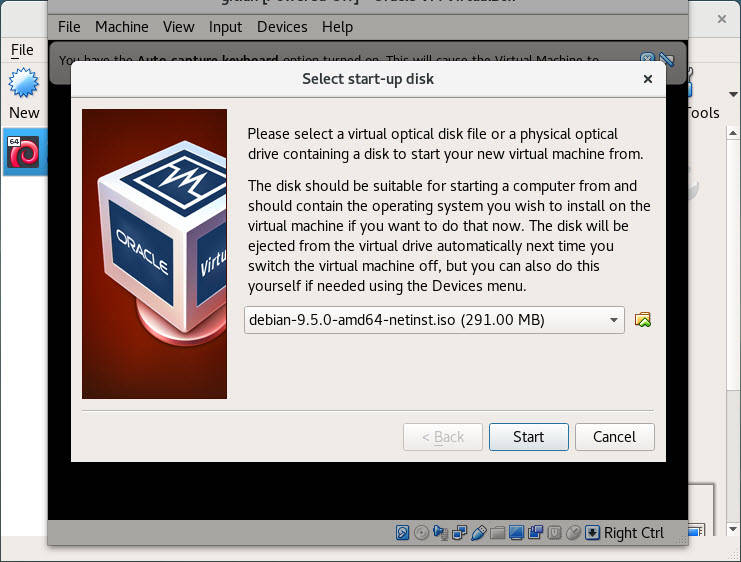 File Machine View Input Devices Help
You have the Auto capture keyboard option turned on. This will cause the Virtual Machine to
File
New
Tools
64
Select start-up disk
Please select a virtual optical disk file or a physical optical
drive containing a disk to start your new virtual machine from.
The disk should be suitable for starting a computer from and
should contain the operating system you wish to install on the
virtual machine if you want to do that now. The disk will be
ejected from the virtual drive automatically next time you
switch the virtual machine off, but you can also do this
yourself if needed using the Devices menu.
ORACLE
Virtu
debian-9.5.0-amd64-netinst.iso (291.00 MB)
< Back Start Cancel
Right Ctrl